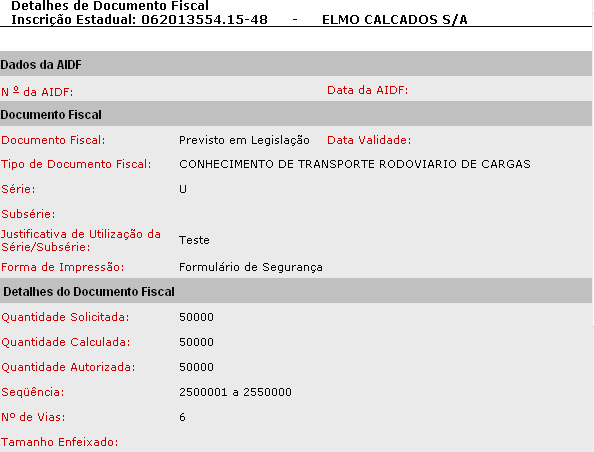 Detalhes de Documento Fiscal
Inscrição Estadual: 062013554.15-48 - ELMO CALCADOS S/A
Dados da AIDF
N º da AIDF: Data da AIDF:
Documento Fiscal
Documento Fiscal: Previsto em Legislação Data Validade:
Tipo de Documento Fiscal: CONHECIMENTO DE TRANSPORTE RODOVIARIO DE CARGAS
Série: U
Subsérie:
Justificativa de Utilização da
Série/Subsérie: Teste
Forma de Impressão: Formulário de Segurança
Detalhes do Documento Fiscal
Quantidade Solicitada: 50000
Quantidade Calculada: 50000
Quantidade Autorizada: 50000
Seqüência: 2500001 a 2550000
Nº de Vias: 6
Tamanho Enfeixado: